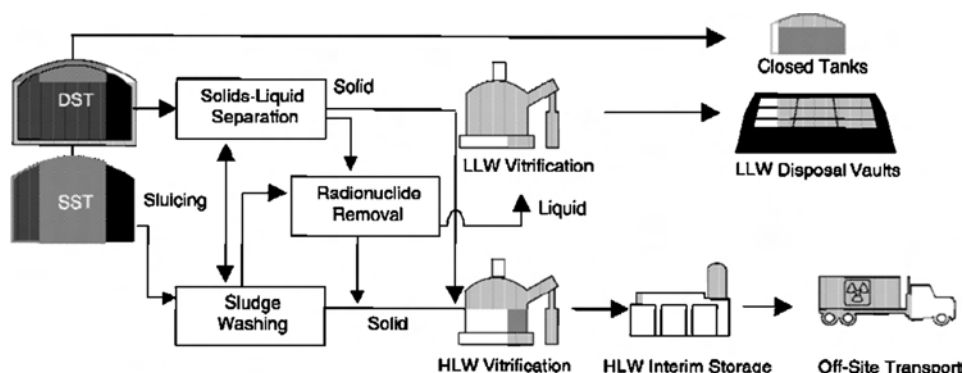 Closed Tanks
DST
Solids-Liquid
Separation
Solid
LLW Vitrification
LLW Disposal Vaults
SST
Sluicing
Radionuclide
Removal
Liquid
Sludge
Washing
Solid
HLW Vitrification
HLW Interim Storage
Off-Site Transport